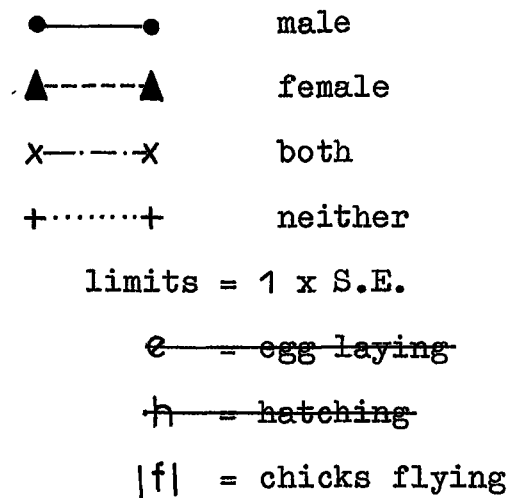 male
female
x—·—·x both
+········+ neither
limits = 1 x S.E.
e = egg laying
h = hatching
|f| = chicks flying